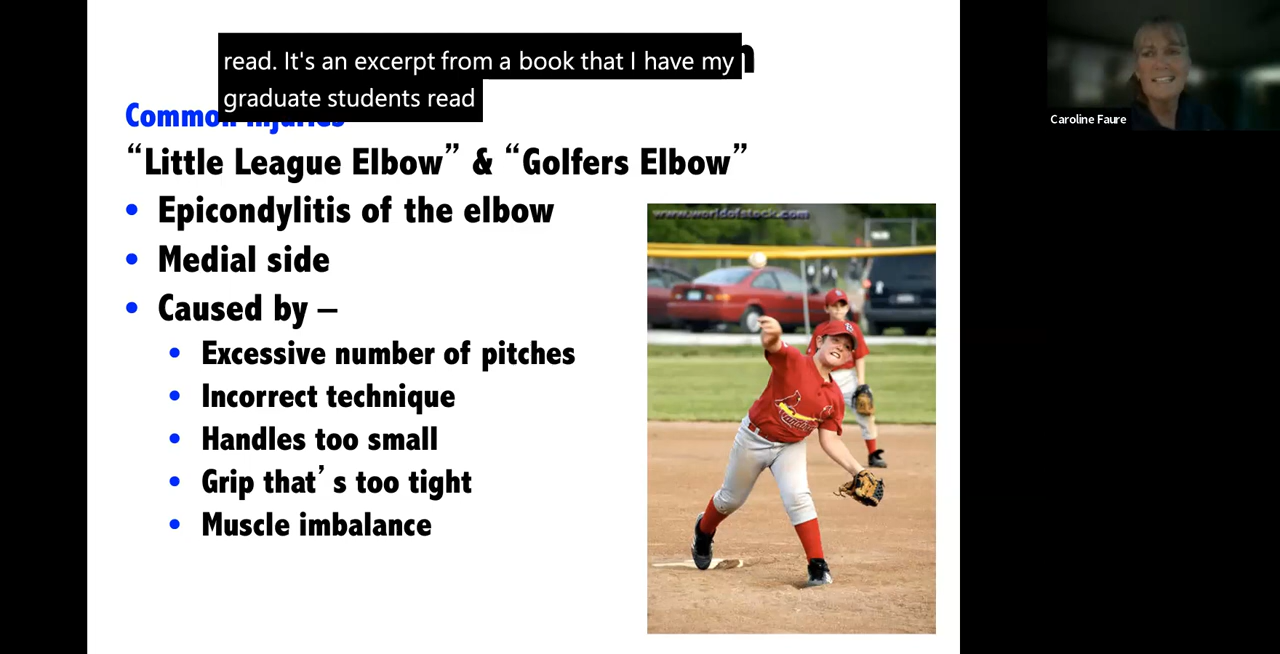 read. It's an excerpt from a book that I have my
graduate students read
Common Injuries
“Little League Elbow” & “Golfers Elbow”
• Epicondylitis of the elbow
• Medial side
• Caused by –
• Excessive number of pitches
• Incorrect technique
• Handles too small
• Grip that’s too tight
• Muscle imbalance
www.worldofstock.com
Caroline Faure